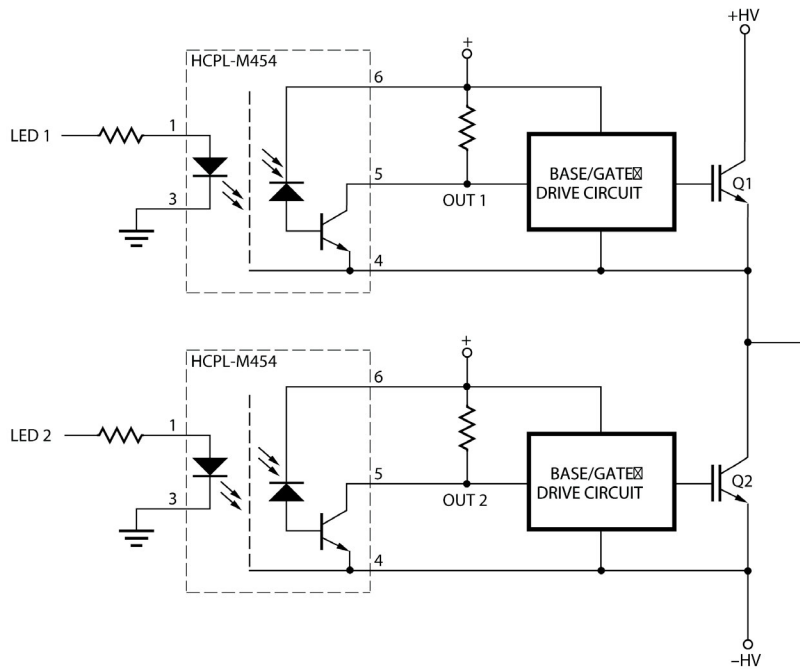 +HV
HCPL-M454
+
6
LED 1
1
5
BASE/GATE
DRIVE CIRCUIT
Q1
3
OUT 1
4
HCPL-M454
+
6
LED 2
1
5
BASE/GATE
DRIVE CIRCUIT
Q2
3
OUT 2
4
–HV